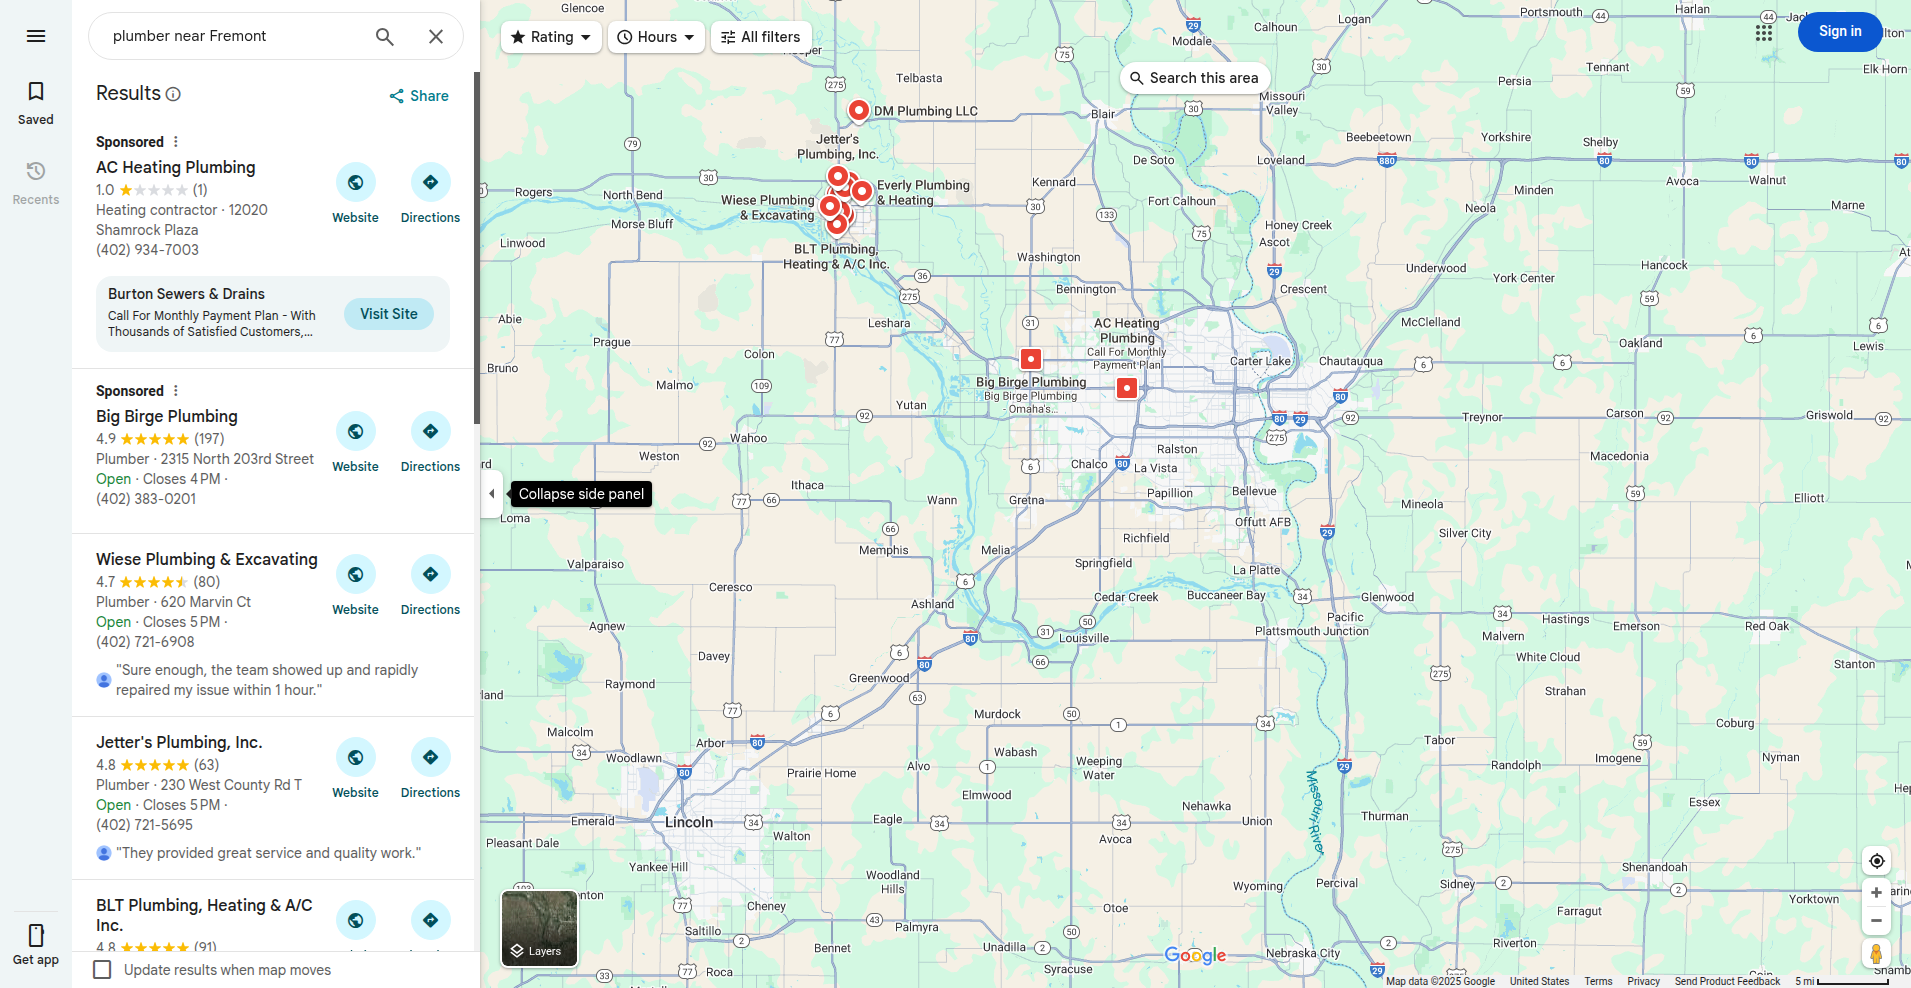 plumber near Fremont
Saved
Recents
Get app
Results
Share
Sponsored
AC Heating Plumbing
1.0 (1)
Heating contractor · 12020
Shamrock Plaza
(402) 934-7003
Website
Directions
Burton Sewers & Drains
Call For Monthly Payment Plan - With
Thousands of Satisfied Customers,...
Visit Site
Sponsored
Big Birge Plumbing
4.9 (197)
Plumber · 2315 North 203rd Street
Open · Closes 4 PM ·
(402) 383-0201
Website
Directions
Wiese Plumbing & Excavating
4.7 (80)
Plumber · 620 Marvin Ct
Open · Closes 5 PM ·
(402) 721-6908
Website
Directions
"Sure enough, the team showed up and rapidly
repaired my issue within 1 hour."
Jetter's Plumbing, Inc.
4.8 (63)
Plumber · 230 West County Rd T
Open · Closes 5 PM ·
(402) 721-5695
Website
Directions
"They provided great service and quality work."
BLT Plumbing, Heating & A/C
Inc.
4.8 (91)
Update results when map moves
Rating
Hours
All filters
Search this area
Sign in
Collapse side panel
Layers
Glencoe
Telbasta
DM Plumbing LLC
Jetter's
Plumbing, Inc.
Everly Plumbing
& Heating
Wiese Plumbing
& Excavating
BLT Plumbing,
Heating & A/C Inc.
Rogers
North Bend
Morse Bluff
Linwood
Modale
Calhoun
Logan
Portsmouth
Harlan
Elk Horn
Tennant
Persia
Missouri
Valley
Blair
Beebeetown
Yorkshire
Shelby
De Soto
Loveland
Avoca
Walnut
Kennard
Fort Calhoun
Minden
Neola
Marne
Honey Creek
Ascot
Washington
Underwood
York Center
Hancock
Bennington
Crescent
Abie
Prague
Leshara
Colon
McClelland
Oakland
Lewis
AC Heating
Plumbing
Call For Monthly
Payment Plan
Carter Lake
Chautauqua
Bruno
Malmo
Big Birge Plumbing
Big Birge Plumbing
Omaha's...
Yutan
Treynor
Carson
Griswold
Wahoo
Weston
Chalco
Ralston
La Vista
Macedonia
Ithaca
Wann
Gretna
Papillion
Bellevue
Mineola
Elliott
Loma
Offutt AFB
Silver City
Memphis
Melia
Richfield
Valparaiso
Springfield
La Platte
Ceresco
Ashland
Cedar Creek
Buccaneer Bay
Glenwood
Agnew
Louisville
Pacific
Plattsmouth Junction
Hastings
Emerson
Red Oak
Malvern
Davey
White Cloud
Stanton
Greenwood
Raymond
Strahan
Murdock
Coburg
Malcolm
Arbor
Tabor
Woodlawn
Wabash
Weeping
Water
Imogene
Nyman
Prairie Home
Alvo
Randolph
Elmwood
Nehawka
Essex
Missouri River
Emerald
Lincoln
Eagle
Union
Thurman
Pleasant Dale
Walton
Avoca
Yankee Hill
Shenandoah
Woodland
Hills
Wyoming
Percival
Sidney
Yorktown
Cheney
Otoe
Farragut
Saltillo
Palmyra
Bennet
Unadilla
Riverton
Nebraska City
Roca
Syracuse
Google
Map data ©2025 Google
United States
Terms
Privacy
Send Product Feedback
5 mi